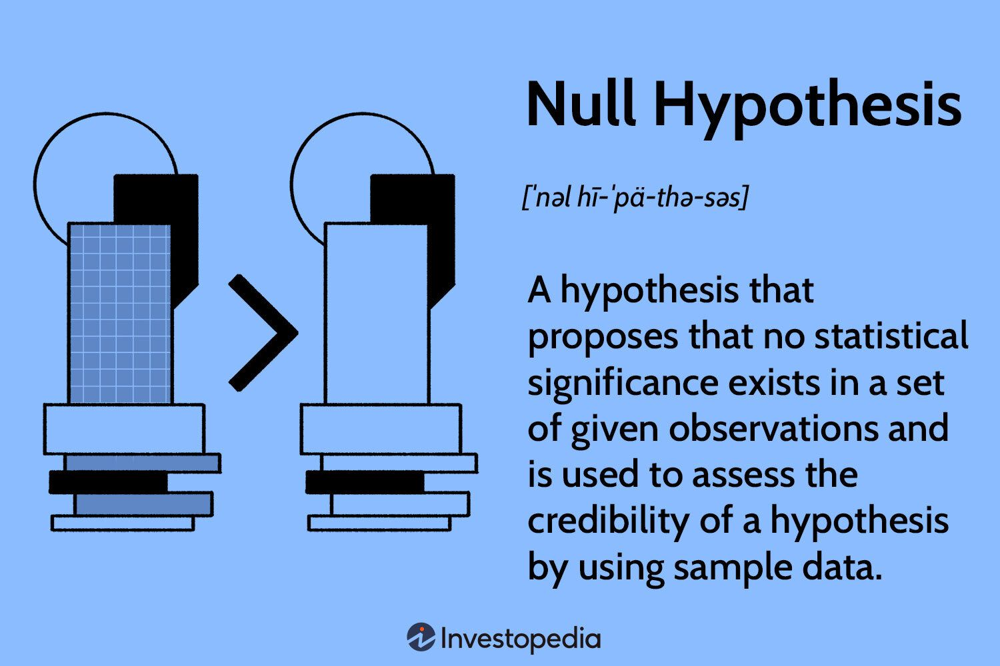 Null Hypothesis
[ˈnəl hī-ˈpä-thə-səs]
A hypothesis that
proposes that no statistical
significance exists in a set
of given observations and
is used to assess the
credibility of a hypothesis
by using sample data.
Investopedia